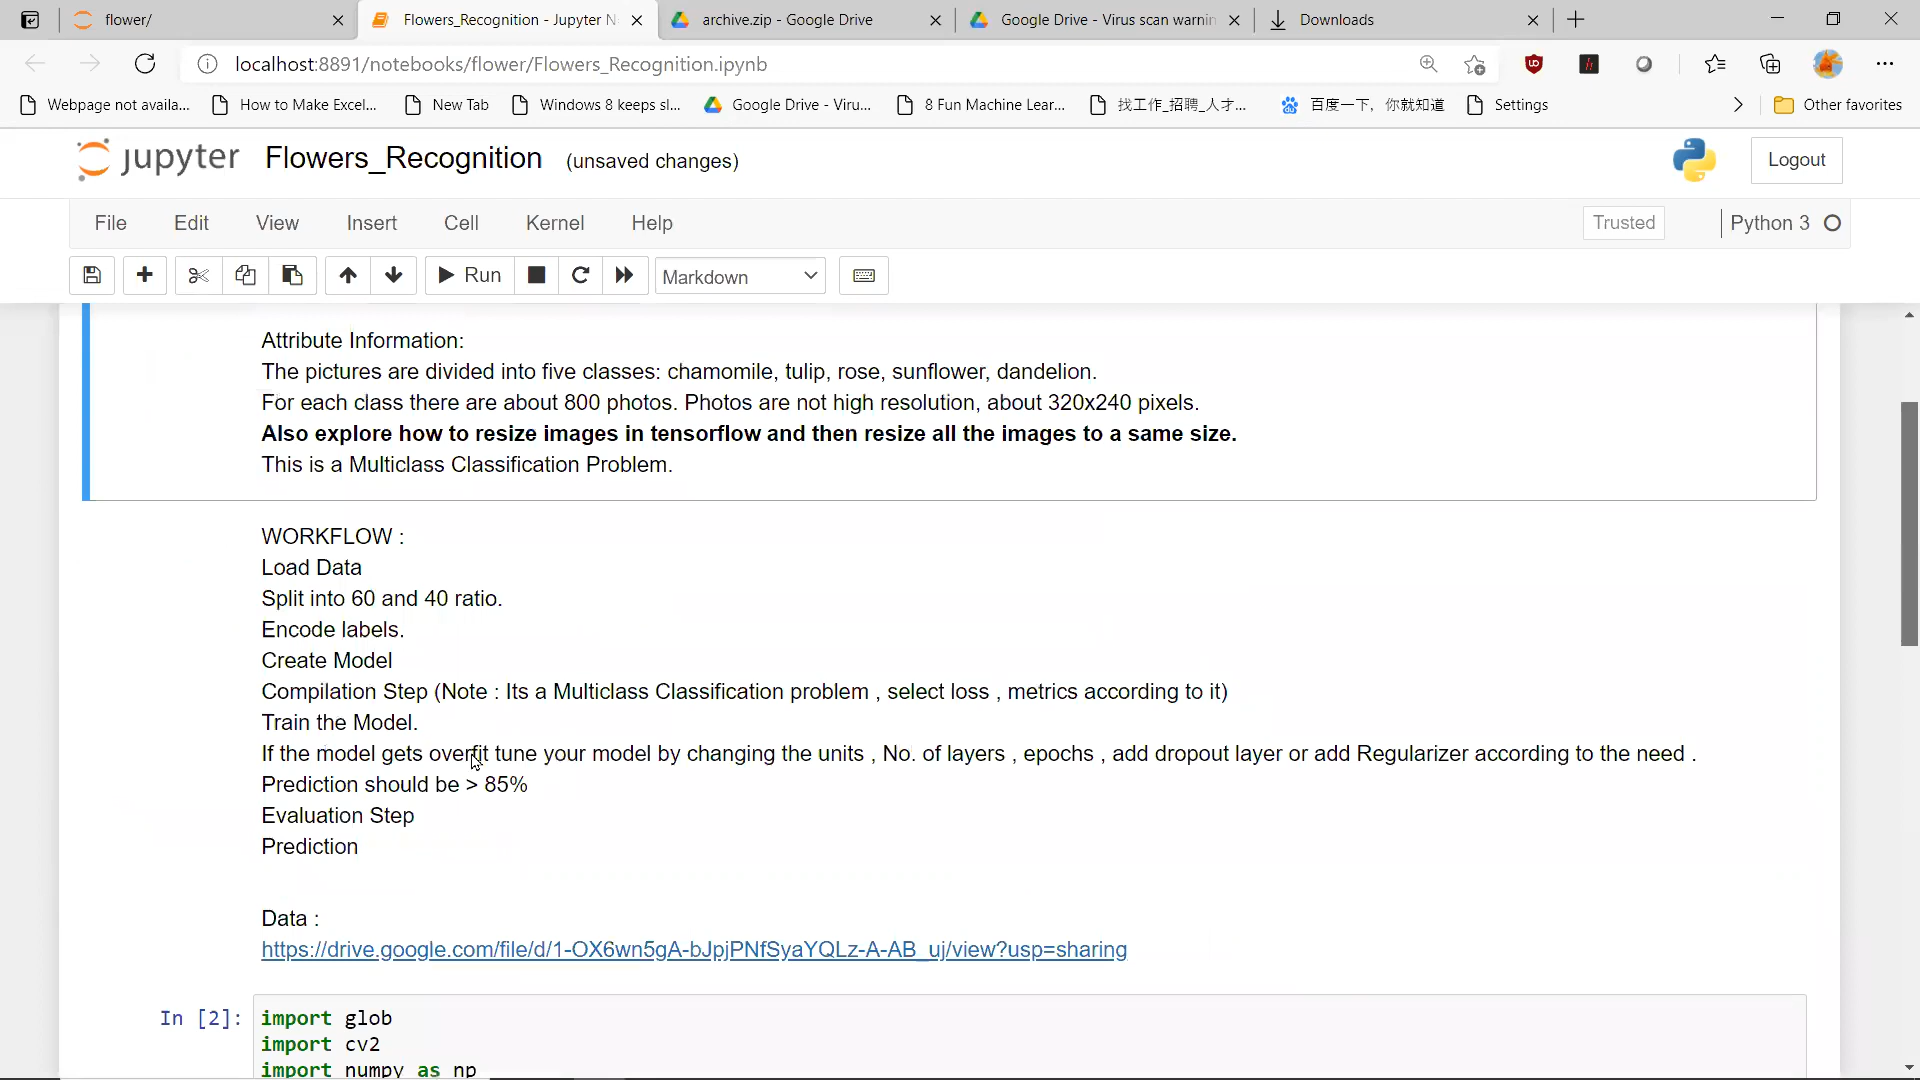 flower/
Flowers_Recognition - Jupyter N
archive.zip - Google Drive
Google Drive - Virus scan warnin
Downloads
localhost:8891/notebooks/flower/Flowers_Recognition.ipynb
Webpage not availa...
How to Make Excel...
New Tab
Windows 8 keeps sl...
Google Drive - Viru...
8 Fun Machine Lear...
找工作_招聘_人才...
百度一下，你就知道
Settings
Other favorites
jupyter
Flowers_Recognition
(unsaved changes)
Logout
File
Edit
View
Insert
Cell
Kernel
Help
Trusted
Python 3
Run
Markdown
Attribute Information:
The pictures are divided into five classes: chamomile, tulip, rose, sunflower, dandelion.
For each class there are about 800 photos. Photos are not high resolution, about 320x240 pixels.
Also explore how to resize images in tensorflow and then resize all the images to a same size.
This is a Multiclass Classification Problem.
WORKFLOW :
Load Data
Split into 60 and 40 ratio.
Encode labels.
Create Model
Compilation Step (Note : Its a Multiclass Classification problem , select loss , metrics according to it)
Train the Model.
If the model gets overfit tune your model by changing the units , No. of layers , epochs , add dropout layer or add Regularizer according to the need .
Prediction should be > 85%
Evaluation Step
Prediction
Data :
https://drive.google.com/file/d/1-OX6wn5gA-bJpjPNfSyaYQLz-A-AB_uj/view?usp=sharing
In [2]:
import glob
import cv2
import numpy as np